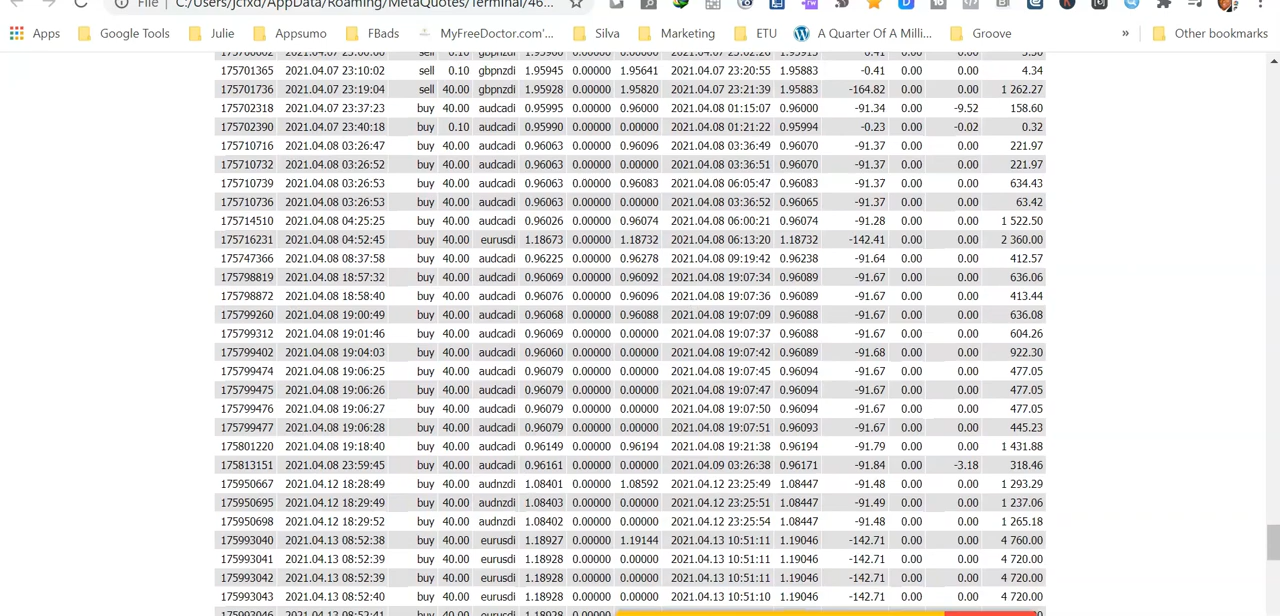 File | C:/Users/jcfxd/AppData/Roaming/MetaQuotes/Terminal/46...
Apps Google Tools Julie Appsumo FBads MyFreeDoctor.com'... Silva Marketing ETU A Quarter Of A Milli... Groove » Other bookmarks
175701365 2021.04.07 23:10:02 sell 0.10 gbpnzdi 1.95945 0.00000 1.95641 2021.04.07 23:20:55 1.95883 -0.41 0.00 0.00 4.34
175701736 2021.04.07 23:19:04 sell 40.00 gbpnzdi 1.95928 0.00000 1.95820 2021.04.07 23:21:39 1.95883 -164.82 0.00 0.00 1 262.27
175702318 2021.04.07 23:37:23 buy 40.00 audcadi 0.95995 0.00000 0.96000 2021.04.08 01:15:07 0.96000 -91.34 0.00 -9.52 158.60
175702390 2021.04.07 23:40:18 buy 0.10 audcadi 0.95990 0.00000 0.00000 2021.04.08 01:21:22 0.95994 -0.23 0.00 -0.02 0.32
175710716 2021.04.08 03:26:47 buy 40.00 audcadi 0.96063 0.00000 0.96096 2021.04.08 03:36:49 0.96070 -91.37 0.00 0.00 221.97
175710732 2021.04.08 03:26:52 buy 40.00 audcadi 0.96063 0.00000 0.00000 2021.04.08 03:36:51 0.96070 -91.37 0.00 0.00 221.97
175710739 2021.04.08 03:26:53 buy 40.00 audcadi 0.96063 0.00000 0.96083 2021.04.08 06:05:47 0.96083 -91.37 0.00 0.00 634.43
175710736 2021.04.08 03:26:53 buy 40.00 audcadi 0.96063 0.00000 0.00000 2021.04.08 03:36:52 0.96065 -91.37 0.00 0.00 63.42
175714510 2021.04.08 04:25:25 buy 40.00 audcadi 0.96026 0.00000 0.96074 2021.04.08 06:00:21 0.96074 -91.28 0.00 0.00 1 522.50
175716231 2021.04.08 04:52:45 buy 40.00 eurusdi 1.18673 0.00000 1.18732 2021.04.08 06:13:20 1.18732 -142.41 0.00 0.00 2 360.00
175747366 2021.04.08 08:37:58 buy 40.00 audcadi 0.96225 0.00000 0.96278 2021.04.08 09:19:42 0.96238 -91.64 0.00 0.00 412.57
175798819 2021.04.08 18:57:32 buy 40.00 audcadi 0.96069 0.00000 0.96092 2021.04.08 19:07:34 0.96089 -91.67 0.00 0.00 636.06
175798872 2021.04.08 18:58:40 buy 40.00 audcadi 0.96076 0.00000 0.96096 2021.04.08 19:07:36 0.96089 -91.67 0.00 0.00 413.44
175799260 2021.04.08 19:00:49 buy 40.00 audcadi 0.96068 0.00000 0.96088 2021.04.08 19:07:09 0.96088 -91.67 0.00 0.00 636.08
175799312 2021.04.08 19:01:46 buy 40.00 audcadi 0.96069 0.00000 0.00000 2021.04.08 19:07:37 0.96088 -91.67 0.00 0.00 604.26
175799402 2021.04.08 19:04:03 buy 40.00 audcadi 0.96060 0.00000 0.00000 2021.04.08 19:07:42 0.96089 -91.68 0.00 0.00 922.30
175799474 2021.04.08 19:06:25 buy 40.00 audcadi 0.96079 0.00000 0.00000 2021.04.08 19:07:45 0.96094 -91.67 0.00 0.00 477.05
175799475 2021.04.08 19:06:26 buy 40.00 audcadi 0.96079 0.00000 0.00000 2021.04.08 19:07:47 0.96094 -91.67 0.00 0.00 477.05
175799476 2021.04.08 19:06:27 buy 40.00 audcadi 0.96079 0.00000 0.00000 2021.04.08 19:07:50 0.96094 -91.67 0.00 0.00 477.05
175799477 2021.04.08 19:06:28 buy 40.00 audcadi 0.96079 0.00000 0.00000 2021.04.08 19:07:51 0.96093 -91.67 0.00 0.00 445.23
175801220 2021.04.08 19:18:40 buy 40.00 audcadi 0.96149 0.00000 0.96194 2021.04.08 19:21:38 0.96194 -91.79 0.00 0.00 1 431.88
175813151 2021.04.08 23:59:45 buy 40.00 audcadi 0.96161 0.00000 0.00000 2021.04.09 03:26:38 0.96171 -91.84 0.00 -3.18 318.46
175950667 2021.04.12 18:28:49 buy 40.00 audnzdi 1.08401 0.00000 1.08592 2021.04.12 23:25:49 1.08447 -91.48 0.00 0.00 1 293.29
175950695 2021.04.12 18:29:49 buy 40.00 audnzdi 1.08403 0.00000 0.00000 2021.04.12 23:25:51 1.08447 -91.49 0.00 0.00 1 237.06
175950698 2021.04.12 18:29:52 buy 40.00 audnzdi 1.08402 0.00000 0.00000 2021.04.12 23:25:54 1.08447 -91.48 0.00 0.00 1 265.18
175993040 2021.04.13 08:52:38 buy 40.00 eurusdi 1.18927 0.00000 1.19144 2021.04.13 10:51:11 1.19046 -142.71 0.00 0.00 4 760.00
175993041 2021.04.13 08:52:39 buy 40.00 eurusdi 1.18928 0.00000 0.00000 2021.04.13 10:51:11 1.19046 -142.71 0.00 0.00 4 720.00
175993042 2021.04.13 08:52:39 buy 40.00 eurusdi 1.18928 0.00000 0.00000 2021.04.13 10:51:11 1.19046 -142.71 0.00 0.00 4 720.00
175993043 2021.04.13 08:52:40 buy 40.00 eurusdi 1.18928 0.00000 0.00000 2021.04.13 10:51:10 1.19046 -142.71 0.00 0.00 4 720.00
175993046 2021.04.13 08:52:41 buy 40.00 eurusdi 1.18928 0.00000